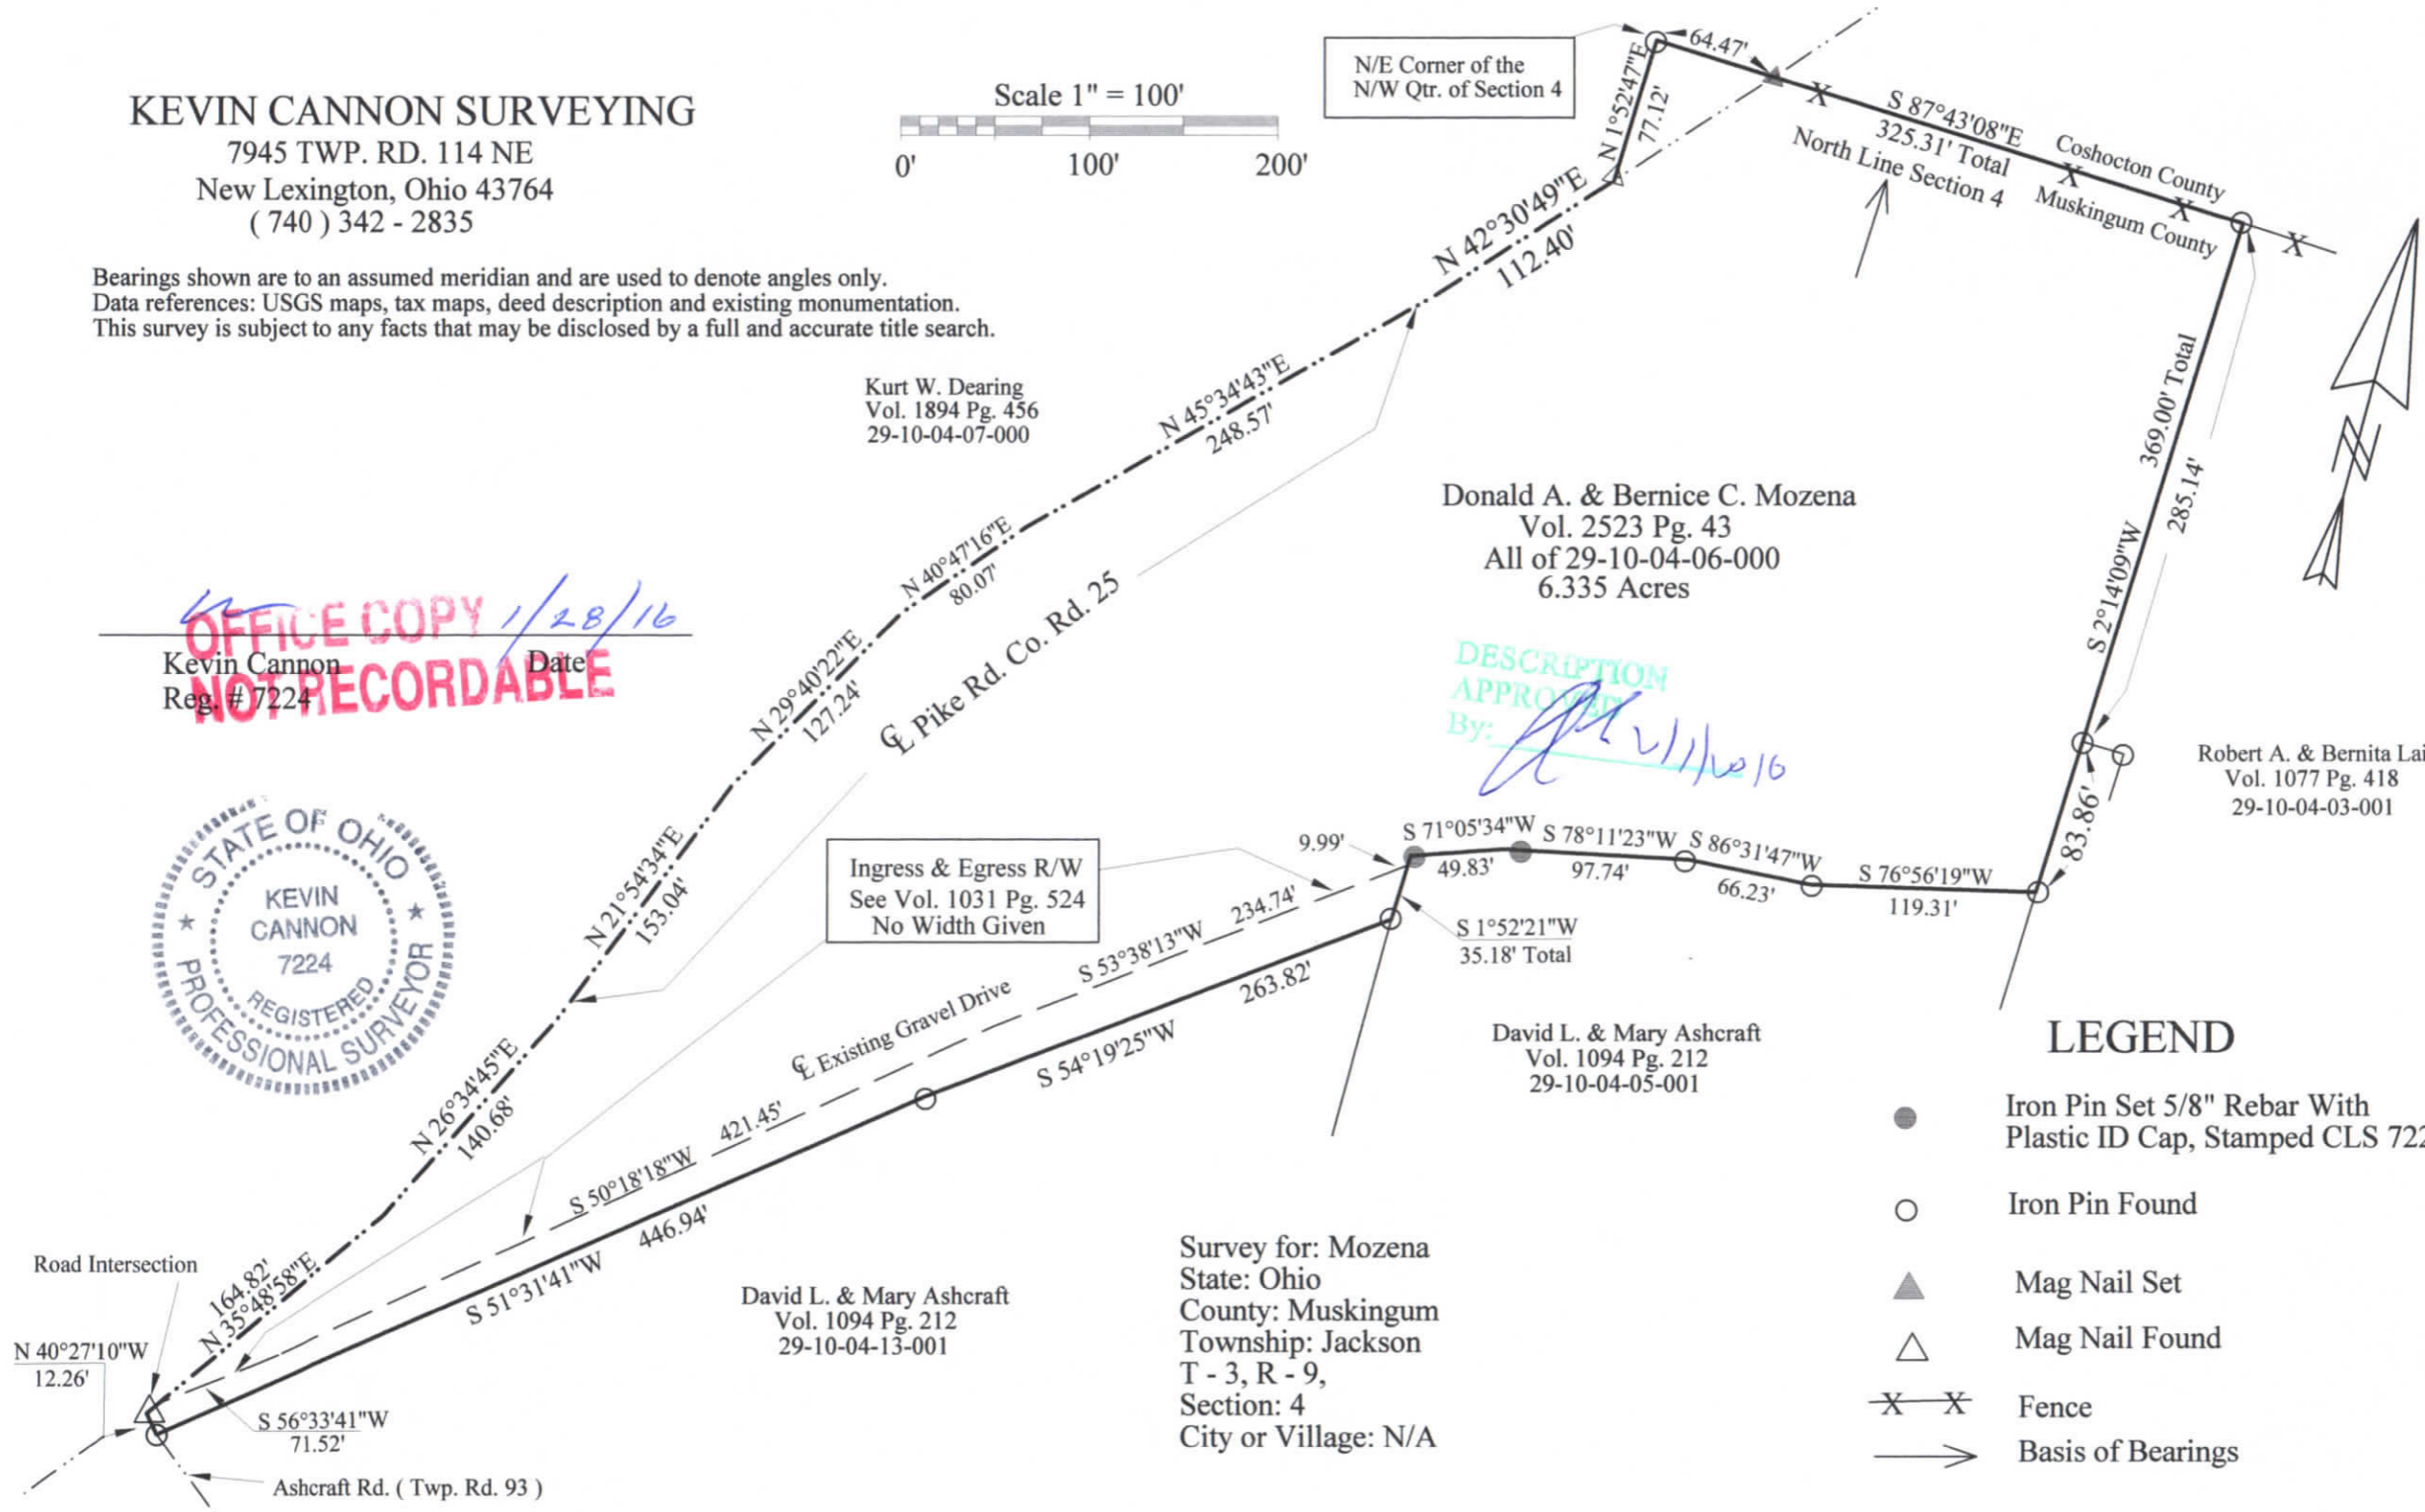 KEVIN CANNON SURVEYING
7945 TWP. RD. 114 NE
New Lexington, Ohio 43764
( 740 ) 342 - 2835
Bearings shown are to an assumed meridian and are used to denote angles only.
Data references: USGS maps, tax maps, deed description and existing monumentation.
This survey is subject to any facts that may be disclosed by a full and accurate title search.
Scale 1" = 100'
0' 100' 200'
N/E Corner of the
N/W Qtr. of Section 4
64.47'
N 1°52'47"E
77.12'
S 87°43'08"E
325.31' Total
North Line Section 4
Coshocton County
Muskingum County
X X X X
N 42°30'49"E
112.40'
N 45°34'43"E
248.57'
N 40°47'16"E
80.07'
N 29°40'22"E
127.24'
N 21°54'34"E
153.04'
N 26°34'45"E
140.68'
164.82'
N 35°48'58"E
Kurt W. Dearing
Vol. 1894 Pg. 456
29-10-04-07-000
Donald A. & Bernice C. Mozena
Vol. 2523 Pg. 43
All of 29-10-04-06-000
6.335 Acres
369.00' Total
285.14'
S 2°14'09"W
83.86'
N
OFFICE COPY 1/28/16
Kevin Cannon Date
Reg. # 7224
NOT RECORDABLE
STATE OF OHIO
KEVIN
CANNON
7224
REGISTERED
PROFESSIONAL SURVEYOR
CL Pike Rd. Co. Rd. 25
DESCRIPTION
APPROVED
By: 2/1/2016
Robert A. & Bernita Lai
Vol. 1077 Pg. 418
29-10-04-03-001
Ingress & Egress R/W
See Vol. 1031 Pg. 524
No Width Given
9.99'
S 71°05'34"W
49.83'
S 78°11'23"W
97.74'
S 86°31'47"W
66.23'
S 76°56'19"W
119.31'
S 1°52'21"W
35.18' Total
S 53°38'13"W 234.74'
263.82'
S 54°19'25"W
CL Existing Gravel Drive
S 50°18'18"W 421.45'
S 51°31'41"W 446.94'
David L. & Mary Ashcraft
Vol. 1094 Pg. 212
29-10-04-05-001
David L. & Mary Ashcraft
Vol. 1094 Pg. 212
29-10-04-13-001
Road Intersection
N 40°27'10"W
12.26'
S 56°33'41"W
71.52'
Ashcraft Rd. ( Twp. Rd. 93 )
Survey for: Mozena
State: Ohio
County: Muskingum
Township: Jackson
T - 3, R - 9,
Section: 4
City or Village: N/A
LEGEND
Iron Pin Set 5/8" Rebar With
Plastic ID Cap, Stamped CLS 722
Iron Pin Found
Mag Nail Set
Mag Nail Found
X X Fence
Basis of Bearings